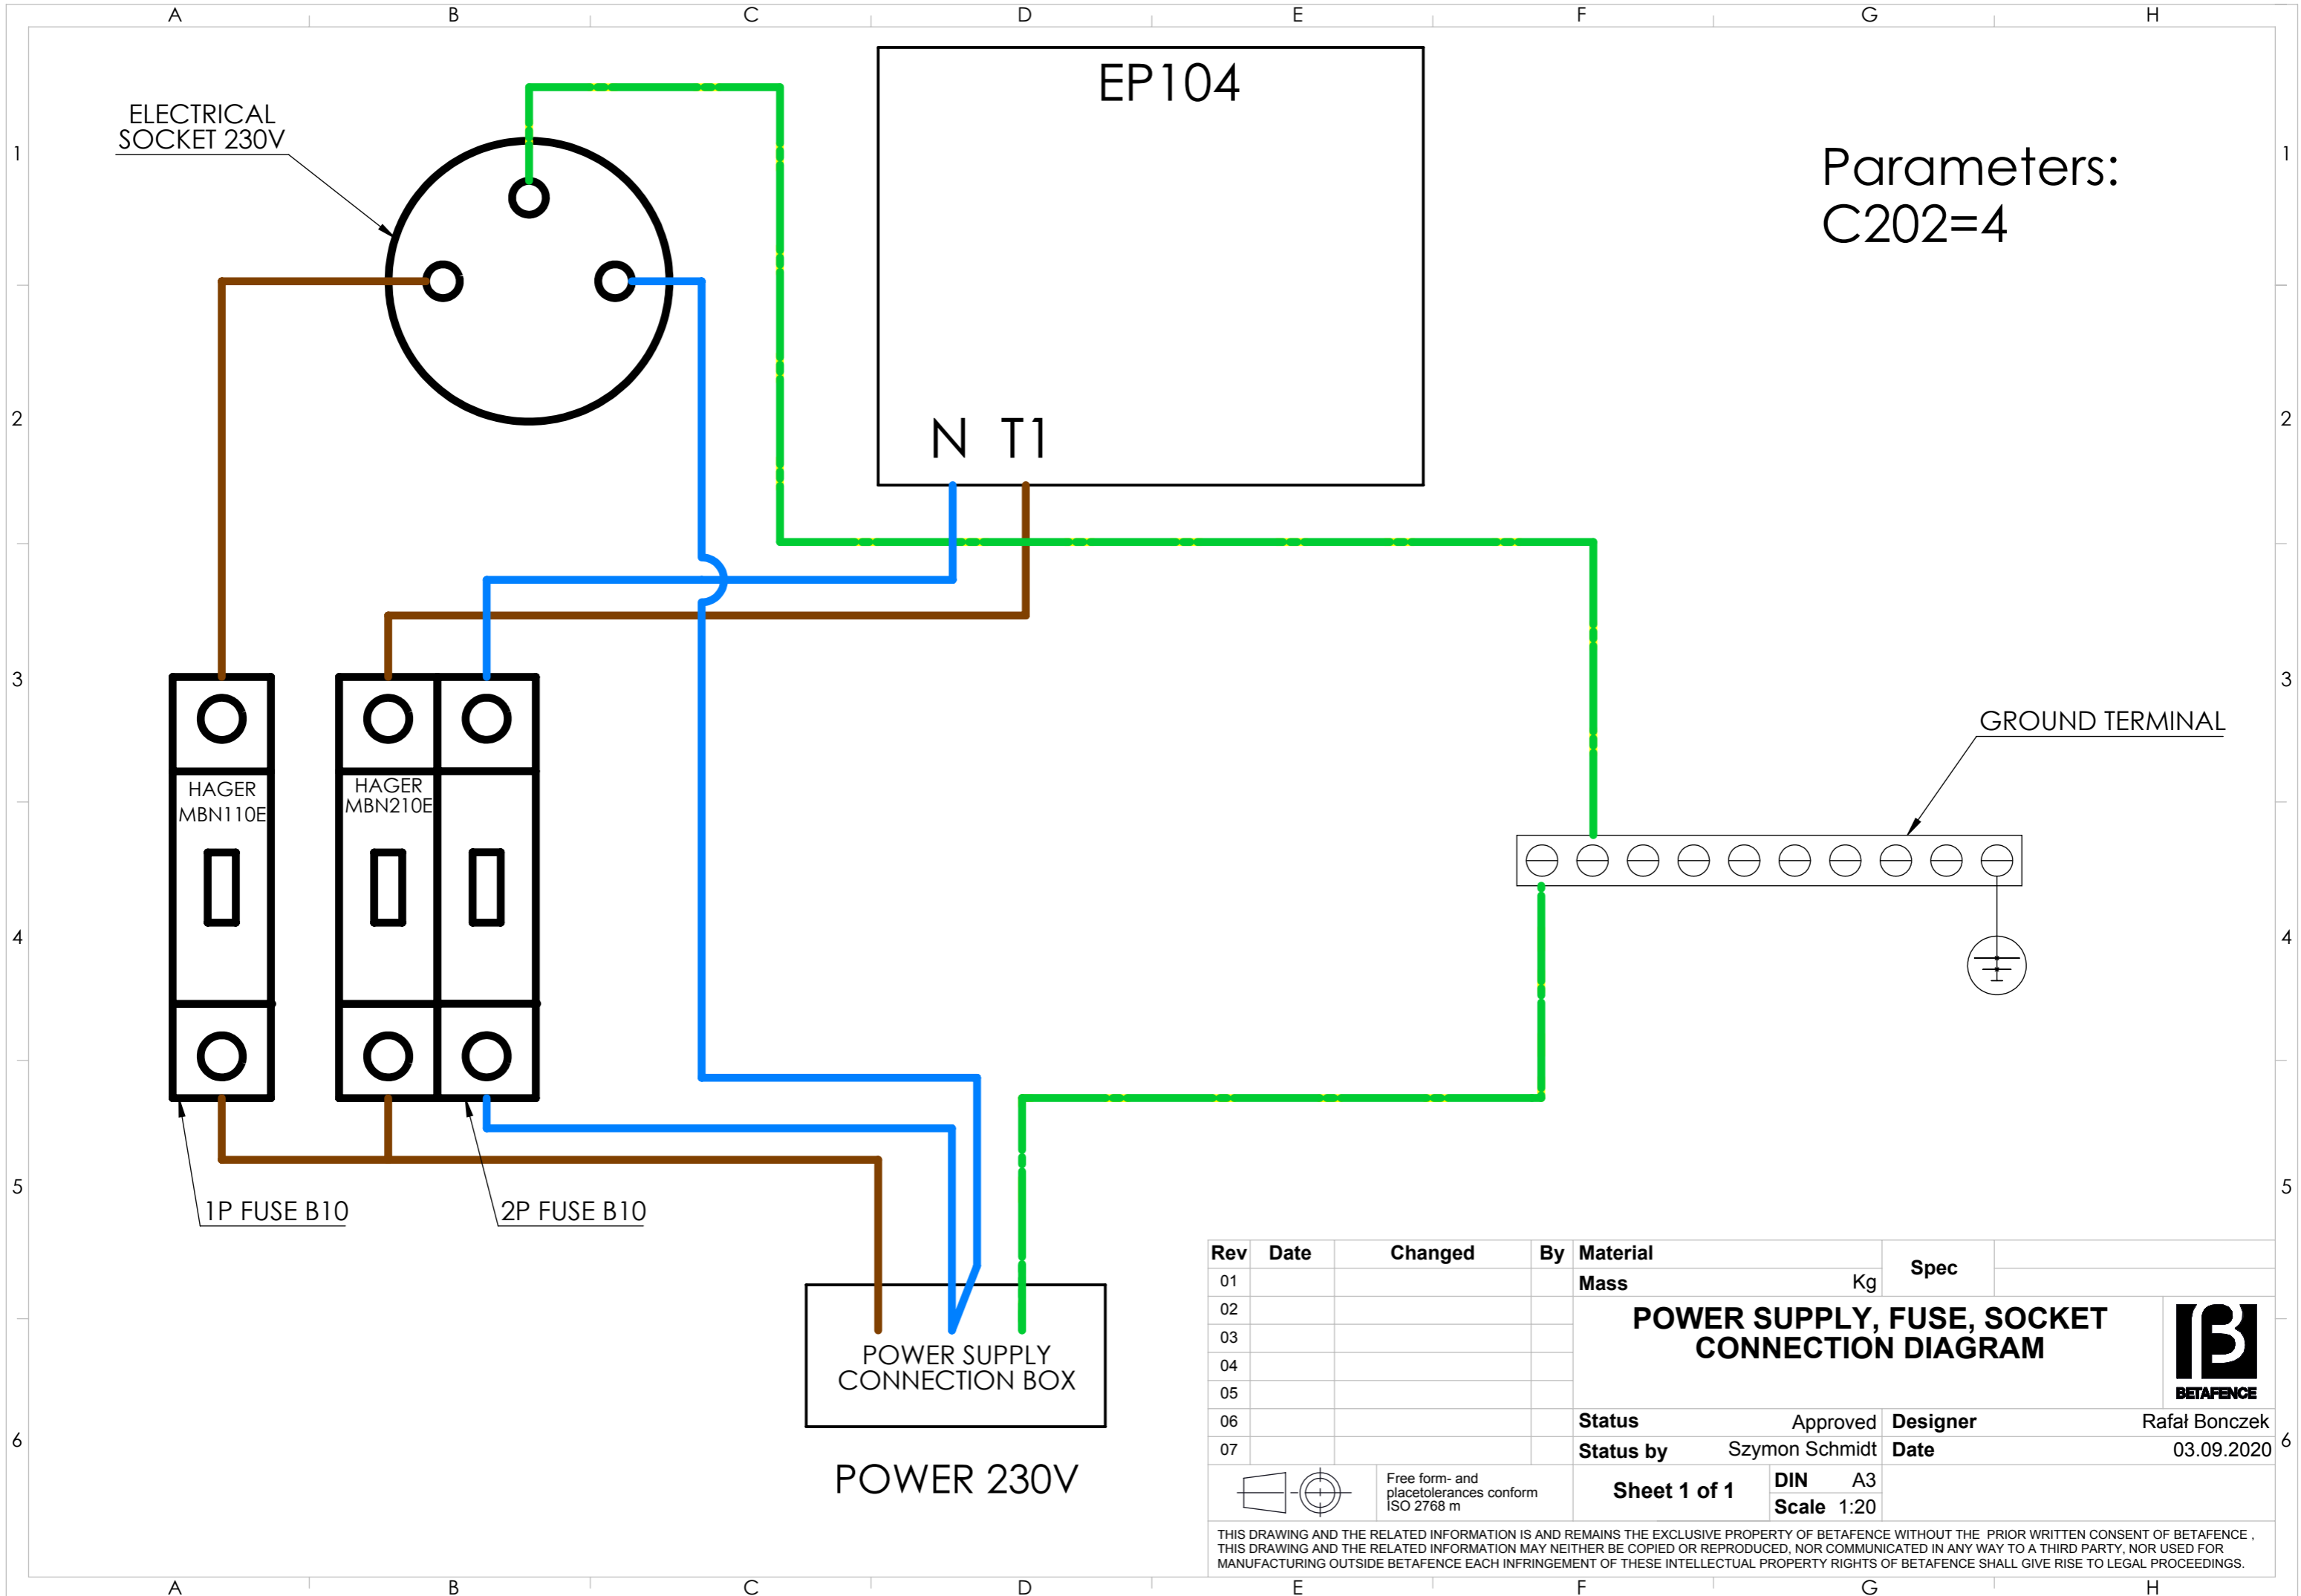 A B C D E F G H
EP104
ELECTRICAL
SOCKET 230V
1 1
Parameters:
C202=4
2 2
N T1
3 3
GROUND TERMINAL
HAGER
MBN110E
HAGER
MBN210E
4 4
5 5
1P FUSE B10
2P FUSE B10
POWER SUPPLY
CONNECTION BOX
POWER 230V
6 6
Rev Date Changed By Material Spec
01 Mass Kg
02
03
04
05
06
07
POWER SUPPLY, FUSE, SOCKET
CONNECTION DIAGRAM
BETAFENCE
Status Approved Designer Rafał Bonczek
Status by Szymon Schmidt Date 03.09.2020
Free form- and
placetolerances conform
ISO 2768 m
Sheet 1 of 1
DIN A3
Scale 1:20
THIS DRAWING AND THE RELATED INFORMATION IS AND REMAINS THE EXCLUSIVE PROPERTY OF BETAFENCE WITHOUT THE PRIOR WRITTEN CONSENT OF BETAFENCE ,
THIS DRAWING AND THE RELATED INFORMATION MAY NEITHER BE COPIED OR REPRODUCED, NOR COMMUNICATED IN ANY WAY TO A THIRD PARTY, NOR USED FOR
MANUFACTURING OUTSIDE BETAFENCE EACH INFRINGEMENT OF THESE INTELLECTUAL PROPERTY RIGHTS OF BETAFENCE SHALL GIVE RISE TO LEGAL PROCEEDINGS.
A B C D E F G H